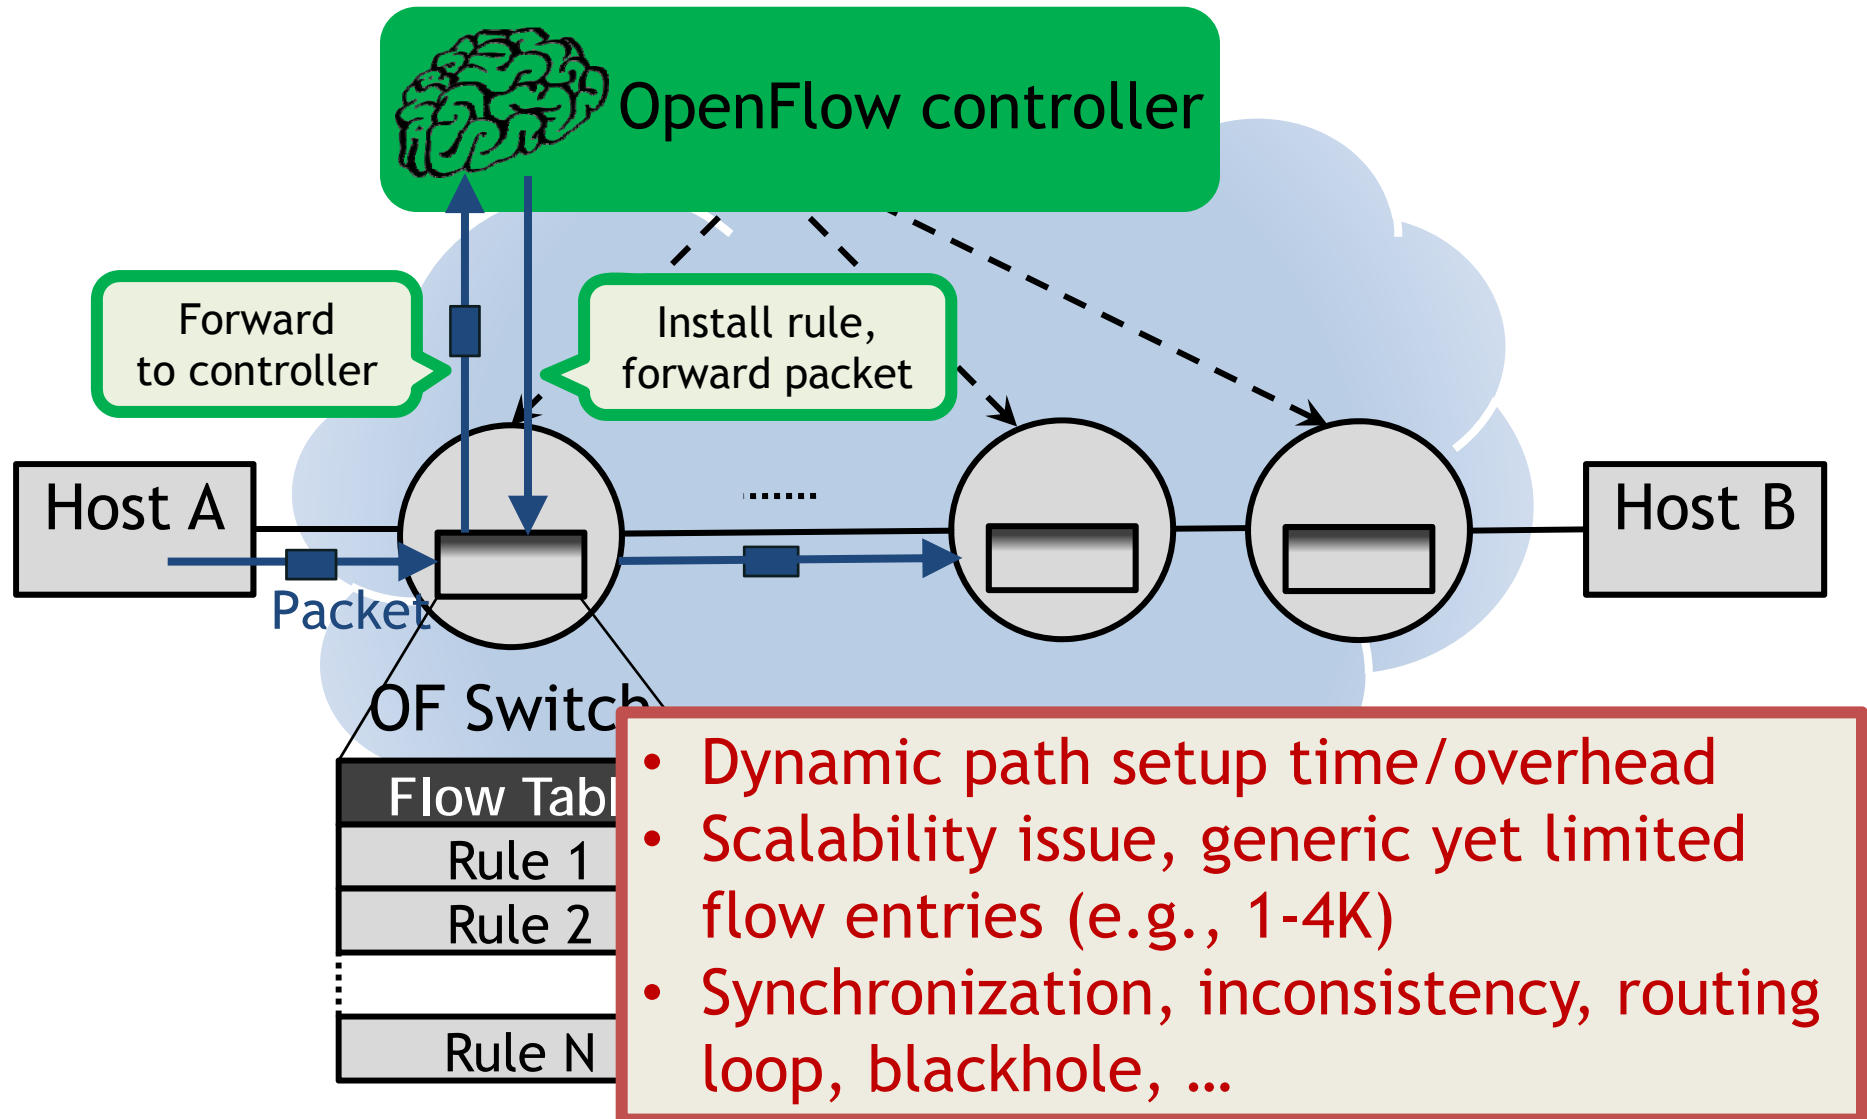 OpenFlow controller
Forward
to controller
Install rule,
forward packet
Host A
......
Host B
Packet
OF Switch
Flow Tabl
Rule 1
Rule 2
Rule N
• Dynamic path setup time/overhead
• Scalability issue, generic yet limited
flow entries (e.g., 1-4K)
• Synchronization, inconsistency, routing
loop, blackhole, …